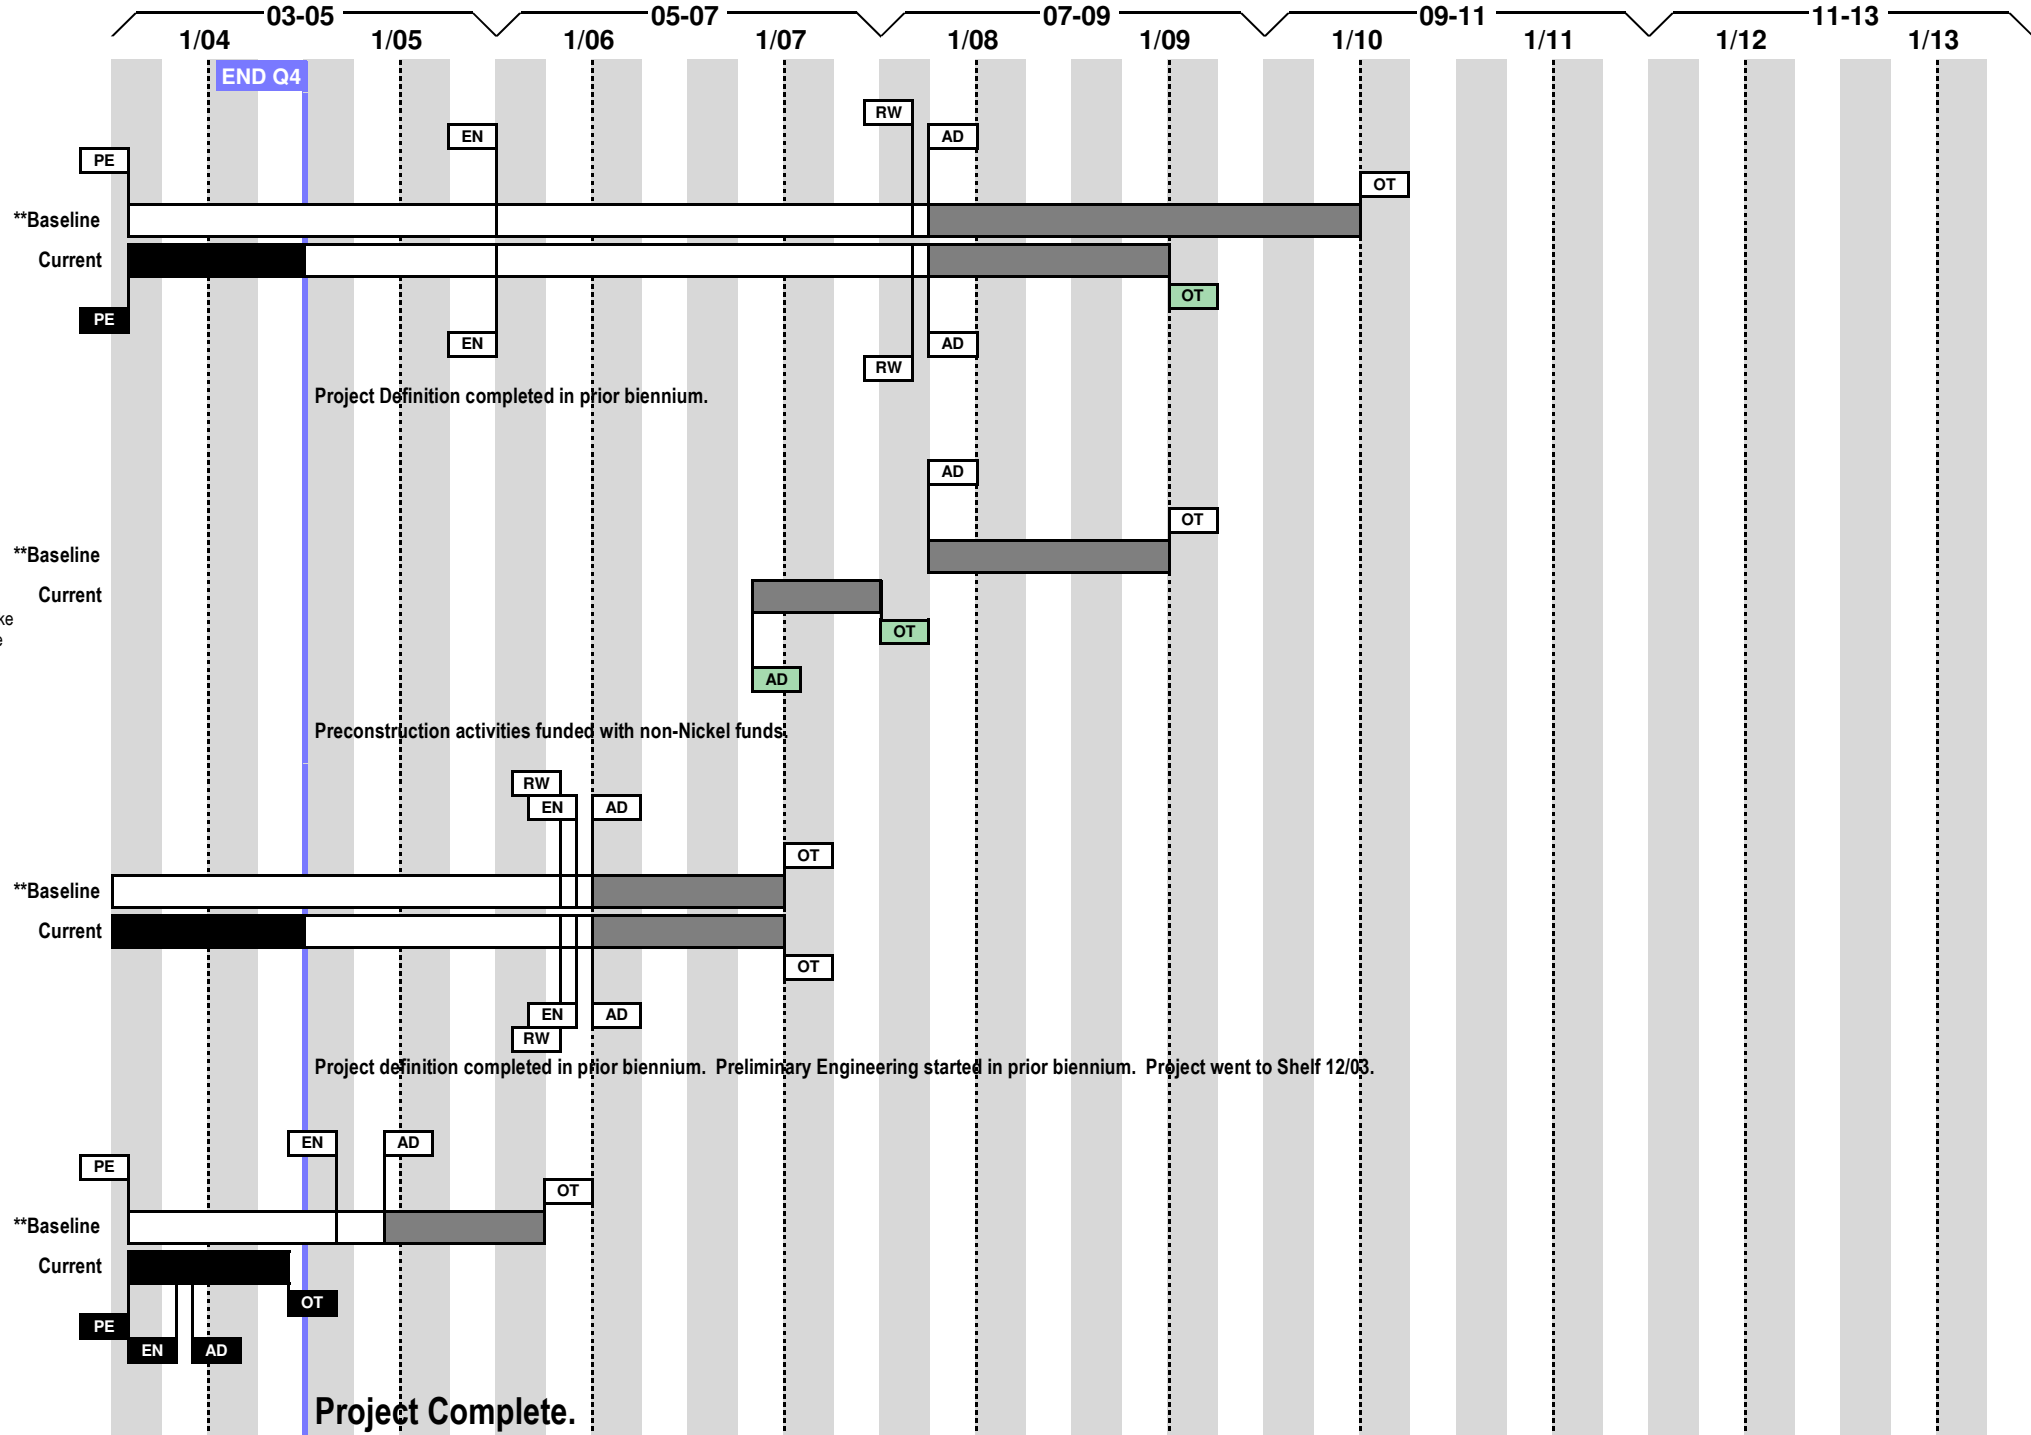 03-05 05-07 07-09 09-11 11-13
1/04 1/05 1/06 1/07 1/08 1/09 1/10 1/11 1/12 1/13
END Q4
RW
EN AD
PE
OT
**Baseline
Current
OT
PE
EN AD
RW
Project Definition completed in prior biennium.
AD
OT
**Baseline
Current
ke
e
OT
AD
Preconstruction activities funded with non-Nickel funds.
RW
EN AD
OT
**Baseline
Current
OT
EN AD
RW
Project definition completed in prior biennium. Preliminary Engineering started in prior biennium. Project went to Shelf 12/03.
EN AD
PE
OT
**Baseline
Current
OT
PE
EN AD
Project Complete.